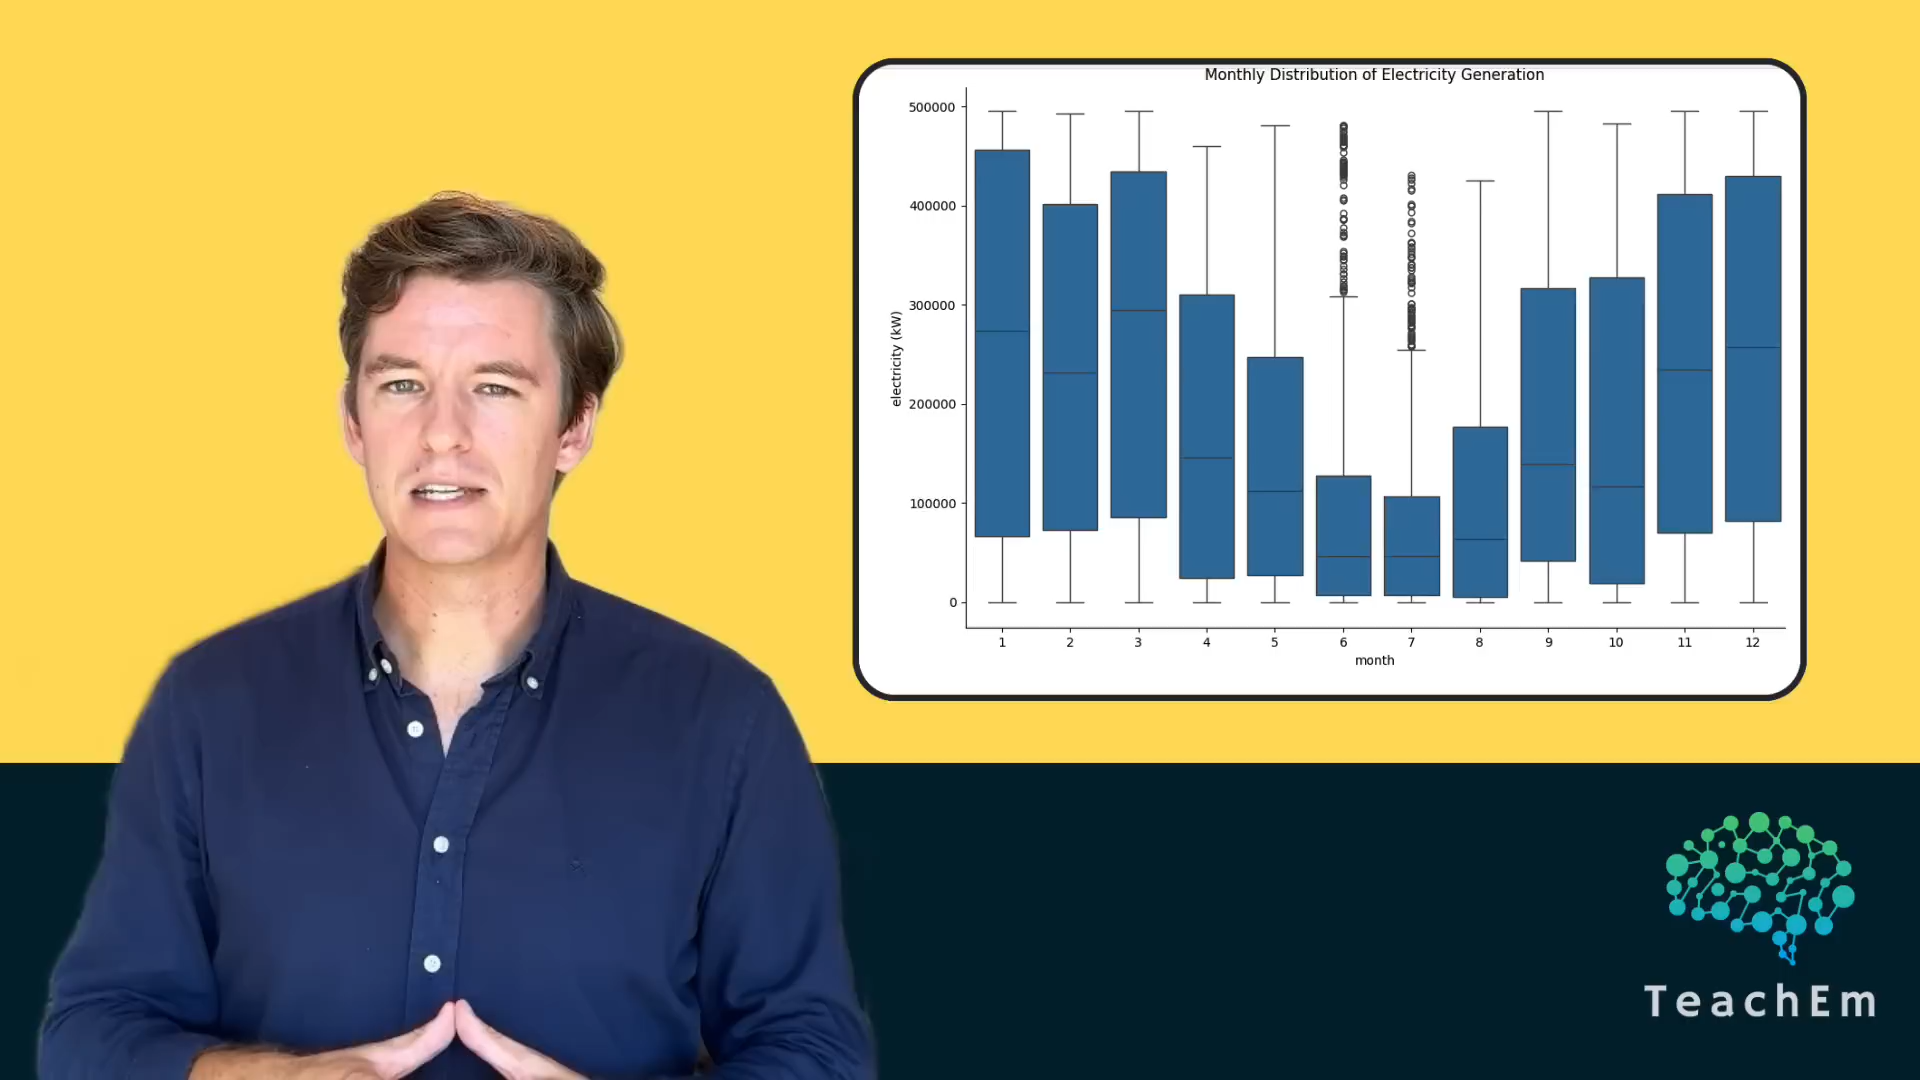 Monthly Distribution of Electricity Generation
500000
400000
300000
200000
100000
0
electricity (kW)
1 2 3 4 5 6 7 8 9 10 11 12
month
TeachEm